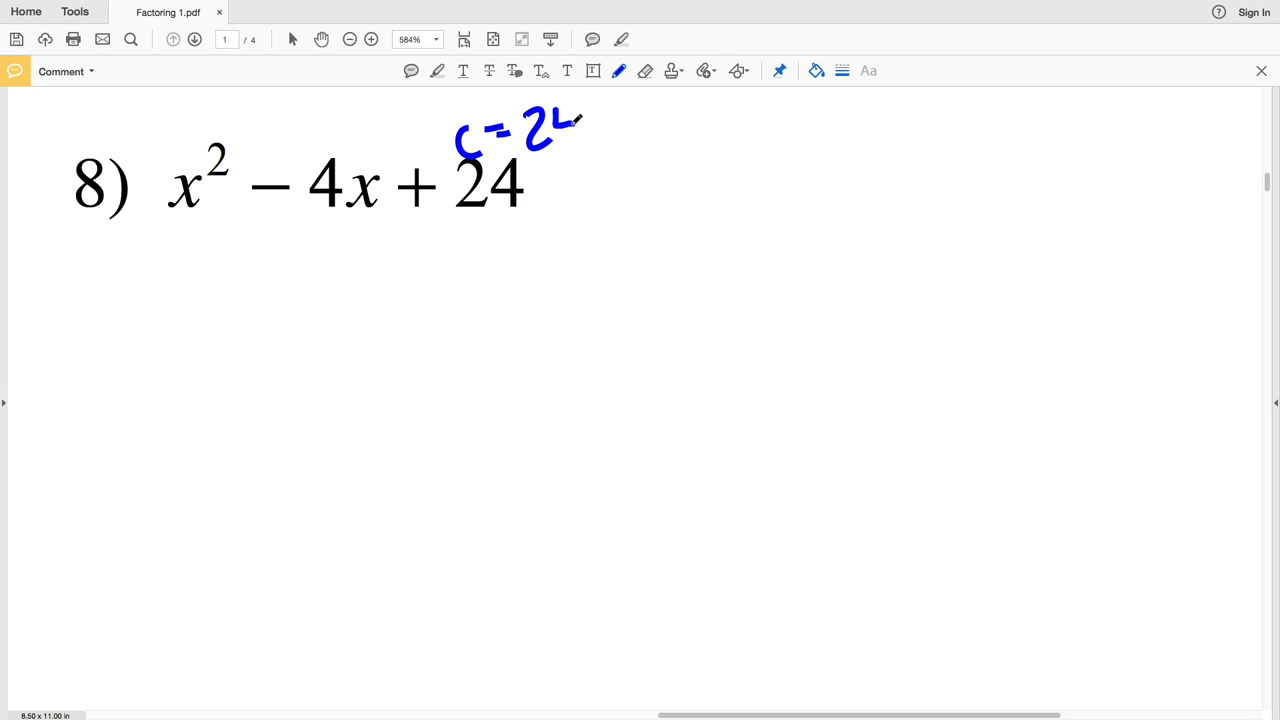 Home Tools Factoring 1.pdf × ? Sign In
1 / 4 584%
Comment T T T T T Aa
c = 24
8) x² − 4x + 24
8.50 x 11.00 in